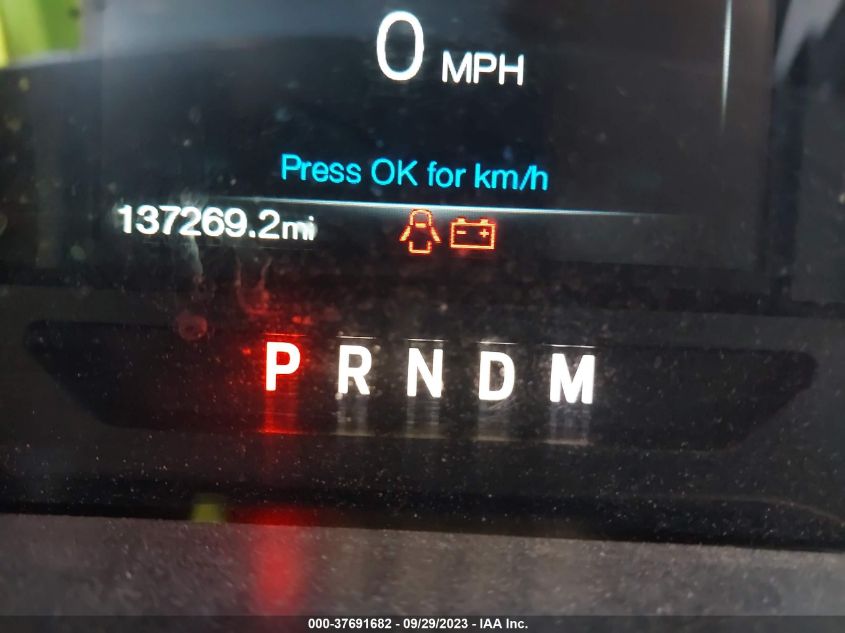 0 MPH
Press OK for km/h
137269.2mi
P R N D M
000-37691682 - 09/29/2023 - IAA Inc.